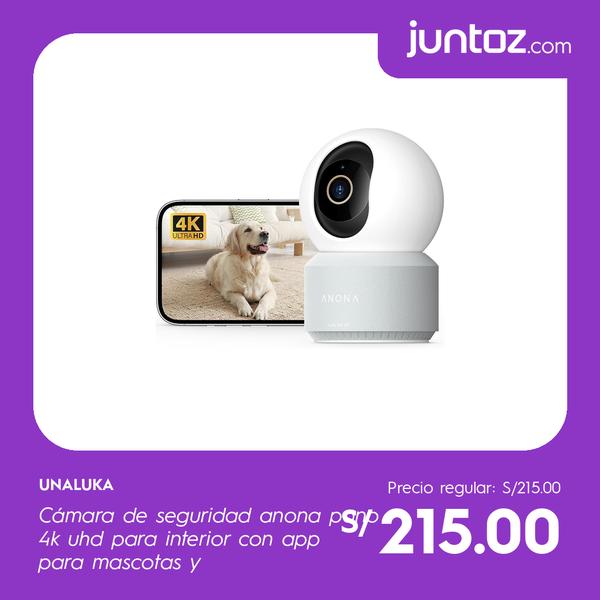 juntoz.com
4K
ULTRA HD
ANONA
UNALUKA
Precio regular: S/215.00
Cámara de seguridad anona
S/215.00
4k uhd para interior con app
para mascotas y